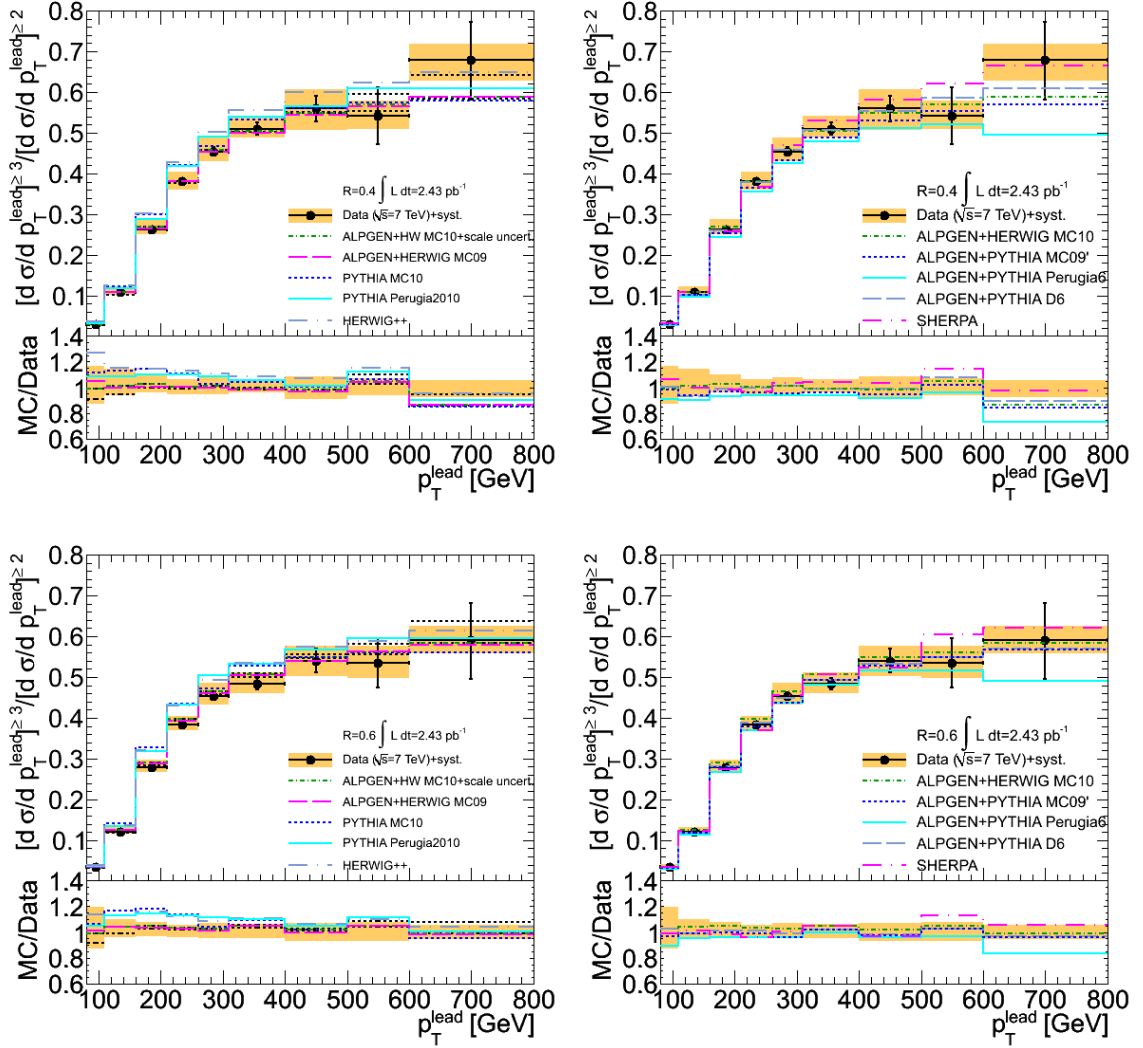 [d σ/d p_T^lead]^≥3/[d σ/d p_T^lead]^≥2
0.8
0.7
0.6
0.5
0.4
0.3
0.2
0.1
R=0.4 ∫ L dt=2.43 pb⁻¹
Data (√s=7 TeV)+syst.
ALPGEN+HW MC10+scale uncert.
ALPGEN+HERWIG MC09
PYTHIA MC10
PYTHIA Perugia2010
HERWIG++
MC/Data
1.4
1.2
1
0.8
0.6
100 200 300 400 500 600 700 800
p_T^lead [GeV]
[d σ/d p_T^lead]^≥3/[d σ/d p_T^lead]^≥2
0.8
0.7
0.6
0.5
0.4
0.3
0.2
0.1
R=0.4 ∫ L dt=2.43 pb⁻¹
Data (√s=7 TeV)+syst.
ALPGEN+HERWIG MC10
ALPGEN+PYTHIA MC09'
ALPGEN+PYTHIA Perugia6
ALPGEN+PYTHIA D6
SHERPA
MC/Data
1.4
1.2
1
0.8
0.6
100 200 300 400 500 600 700 800
p_T^lead [GeV]
[d σ/d p_T^lead]^≥3/[d σ/d p_T^lead]^≥2
0.8
0.7
0.6
0.5
0.4
0.3
0.2
0.1
R=0.6 ∫ L dt=2.43 pb⁻¹
Data (√s=7 TeV)+syst.
ALPGEN+HW MC10+scale uncert.
ALPGEN+HERWIG MC09
PYTHIA MC10
PYTHIA Perugia2010
HERWIG++
MC/Data
1.4
1.2
1
0.8
0.6
100 200 300 400 500 600 700 800
p_T^lead [GeV]
[d σ/d p_T^lead]^≥3/[d σ/d p_T^lead]^≥2
0.8
0.7
0.6
0.5
0.4
0.3
0.2
0.1
R=0.6 ∫ L dt=2.43 pb⁻¹
Data (√s=7 TeV)+syst.
ALPGEN+HERWIG MC10
ALPGEN+PYTHIA MC09'
ALPGEN+PYTHIA Perugia6
ALPGEN+PYTHIA D6
SHERPA
MC/Data
1.4
1.2
1
0.8
0.6
100 200 300 400 500 600 700 800
p_T^lead [GeV]